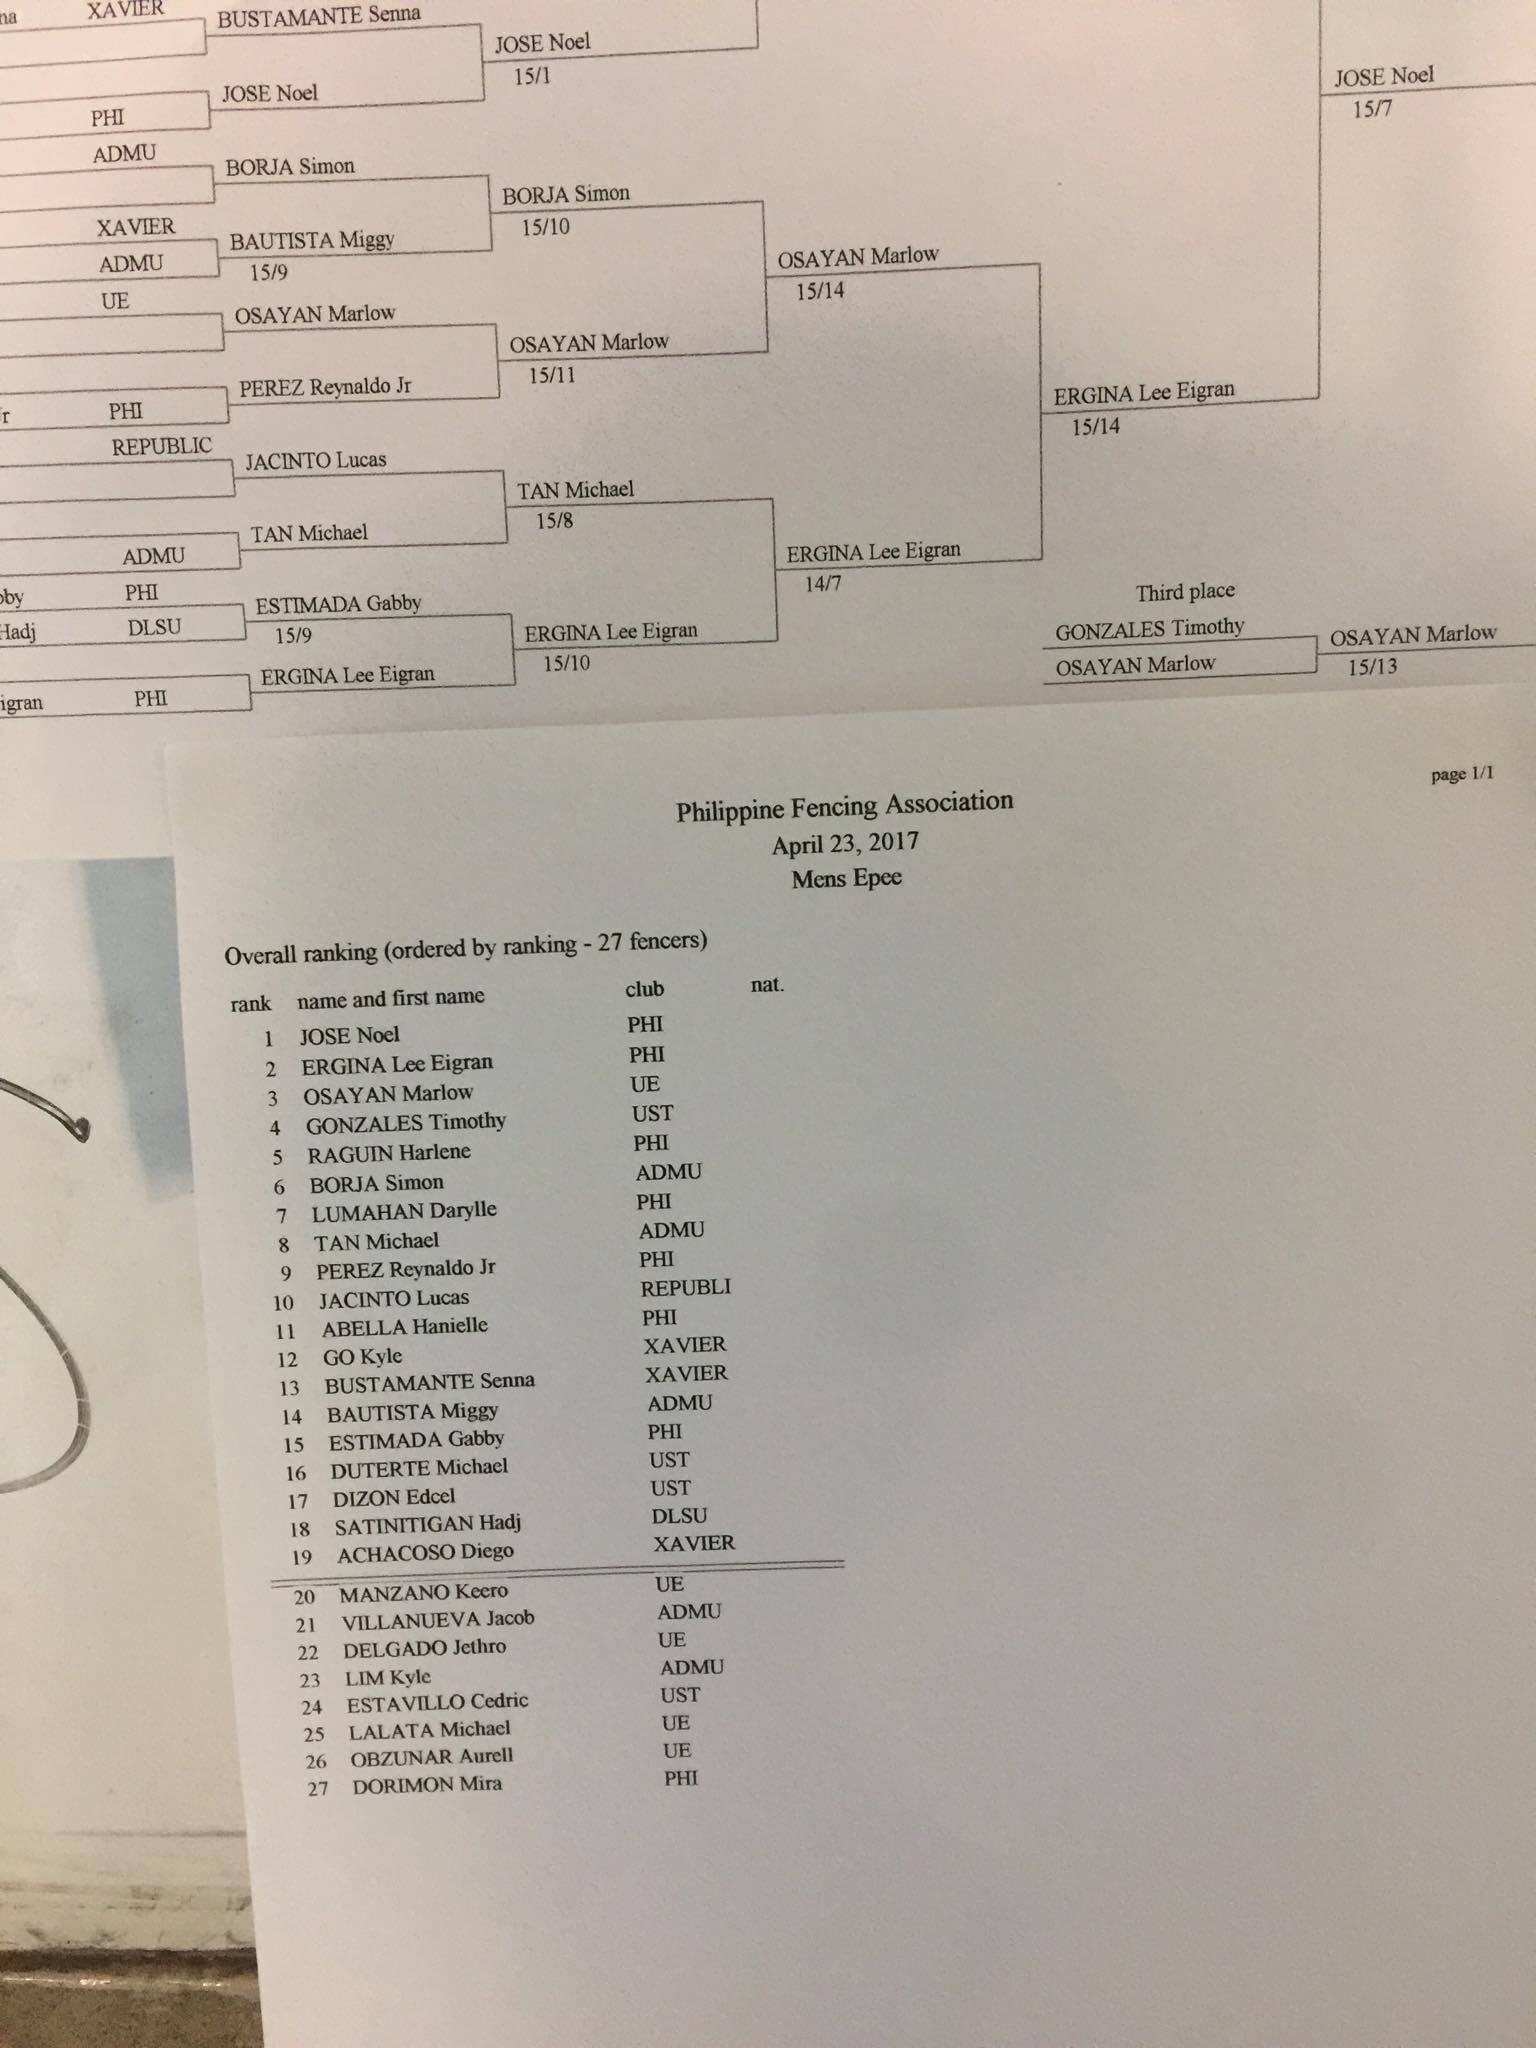 XAVIER
BUSTAMANTE Senna
JOSE Noel
15/1
JOSE Noel
PHI
JOSE Noel
15/7
ADMU
BORJA Simon
BORJA Simon
15/10
XAVIER
BAUTISTA Miggy
ADMU
15/9
OSAYAN Marlow
15/14
UE
OSAYAN Marlow
OSAYAN Marlow
15/11
PEREZ Reynaldo Jr
PHI
ERGINA Lee Eigran
15/14
REPUBLIC
JACINTO Lucas
TAN Michael
15/8
TAN Michael
ADMU
ERGINA Lee Eigran
14/7
PHI
ESTIMADA Gabby
Hadj DLSU
15/9
ERGINA Lee Eigran
15/10
ERGINA Lee Eigran
PHI
Third place
GONZALES Timothy
OSAYAN Marlow
OSAYAN Marlow
15/13
page 1/1
Philippine Fencing Association
April 23, 2017
Mens Epee
Overall ranking (ordered by ranking - 27 fencers)
rank name and first name club nat.
1 JOSE Noel PHI
2 ERGINA Lee Eigran PHI
3 OSAYAN Marlow UE
4 GONZALES Timothy UST
5 RAGUIN Harlene PHI
6 BORJA Simon ADMU
7 LUMAHAN Darylle PHI
8 TAN Michael ADMU
9 PEREZ Reynaldo Jr PHI
10 JACINTO Lucas REPUBLI
11 ABELLA Hanielle PHI
12 GO Kyle XAVIER
13 BUSTAMANTE Senna XAVIER
14 BAUTISTA Miggy ADMU
15 ESTIMADA Gabby PHI
16 DUTERTE Michael UST
17 DIZON Edcel UST
18 SATINITIGAN Hadj DLSU
19 ACHACOSO Diego XAVIER
20 MANZANO Keero UE
21 VILLANUEVA Jacob ADMU
22 DELGADO Jethro UE
23 LIM Kyle ADMU
24 ESTAVILLO Cedric UST
25 LALATA Michael UE
26 OBZUNAR Aurell UE
27 DORIMON Mira PHI